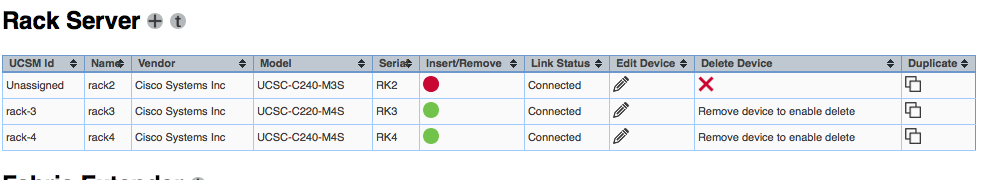 Rack Server + t
UCSM Id Name Vendor Model Serial Insert/Remove Link Status Edit Device Delete Device Duplicate
Unassigned rack2 Cisco Systems Inc UCSC-C240-M3S RK2 Connected
rack-3 rack3 Cisco Systems Inc UCSC-C220-M4S RK3 Connected Remove device to enable delete
rack-4 rack4 Cisco Systems Inc UCSC-C240-M4S RK4 Connected Remove device to enable delete
Fabric Extender